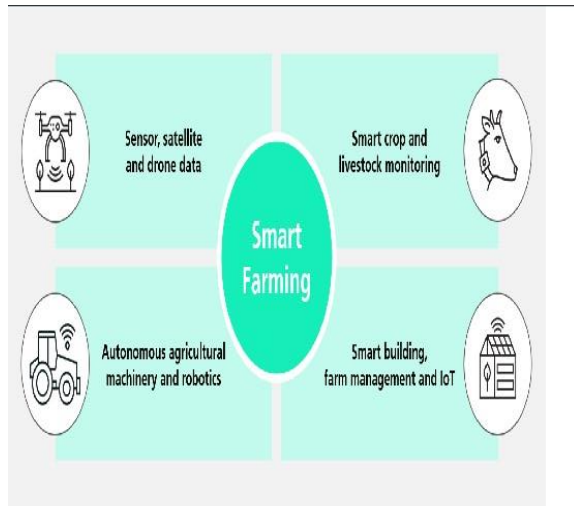 Sensor, satellite
and drone data
Smart crop and
livestock monitoring
Smart
Farming
Autonomous agricultural
machinery and robotics
Smart building,
farm management and IoT